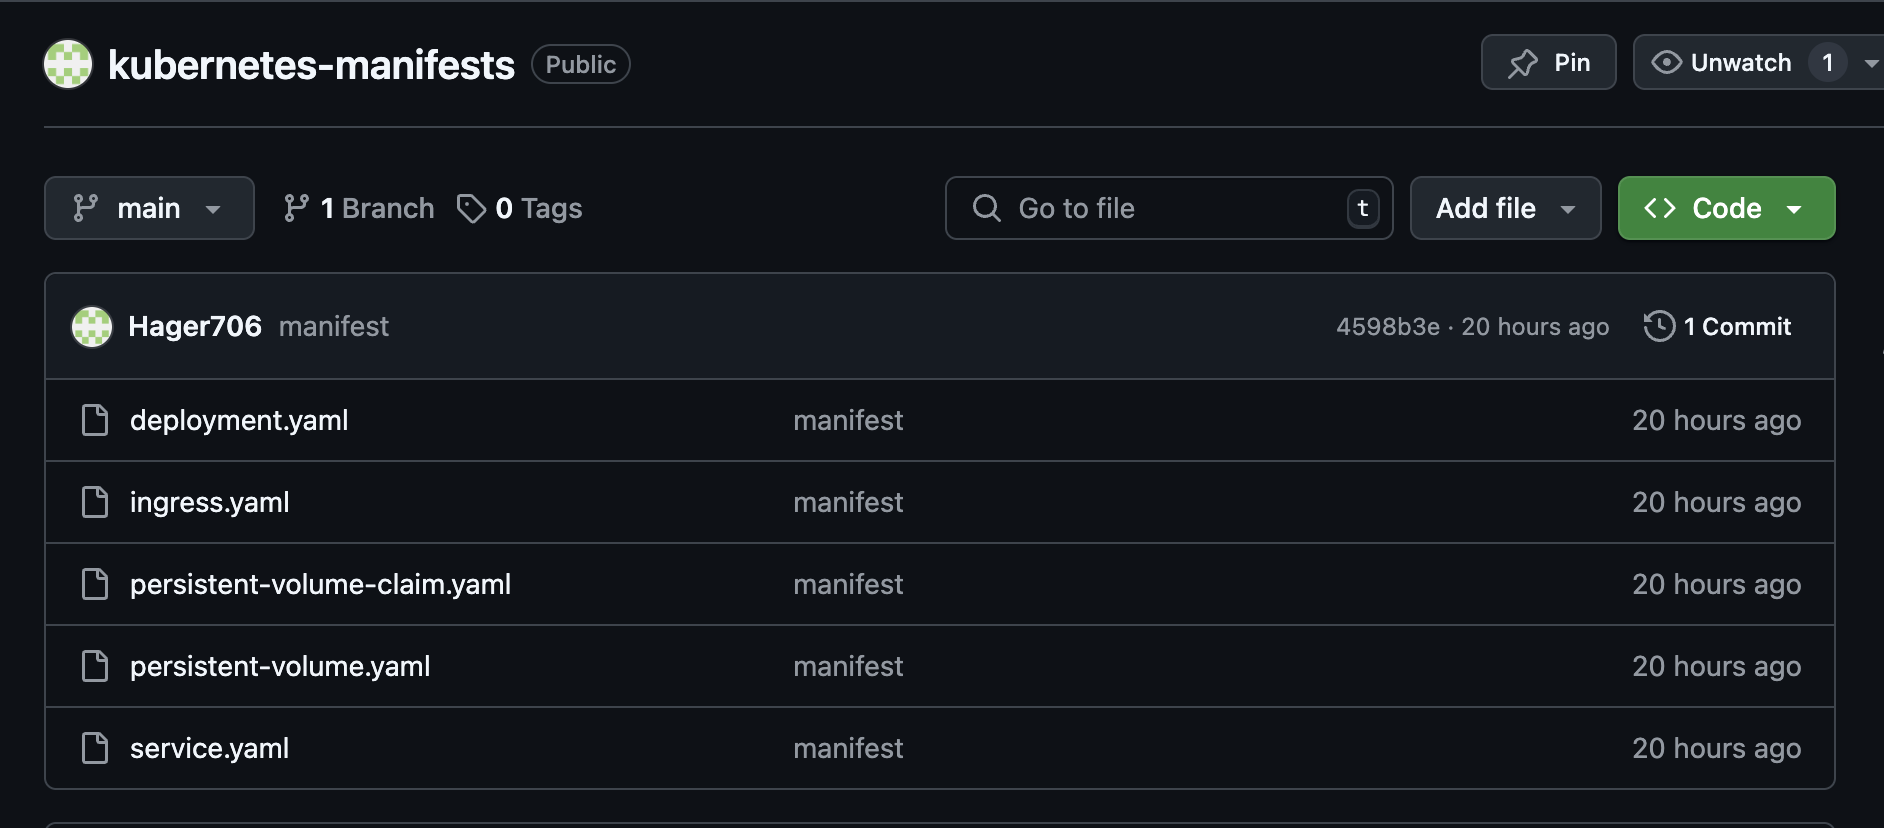 kubernetes-manifests Public Pin Unwatch 1
main 1 Branch 0 Tags Go to file t Add file Code
Hager706 manifest 4598b3e · 20 hours ago 1 Commit
deployment.yaml manifest 20 hours ago
ingress.yaml manifest 20 hours ago
persistent-volume-claim.yaml manifest 20 hours ago
persistent-volume.yaml manifest 20 hours ago
service.yaml manifest 20 hours ago